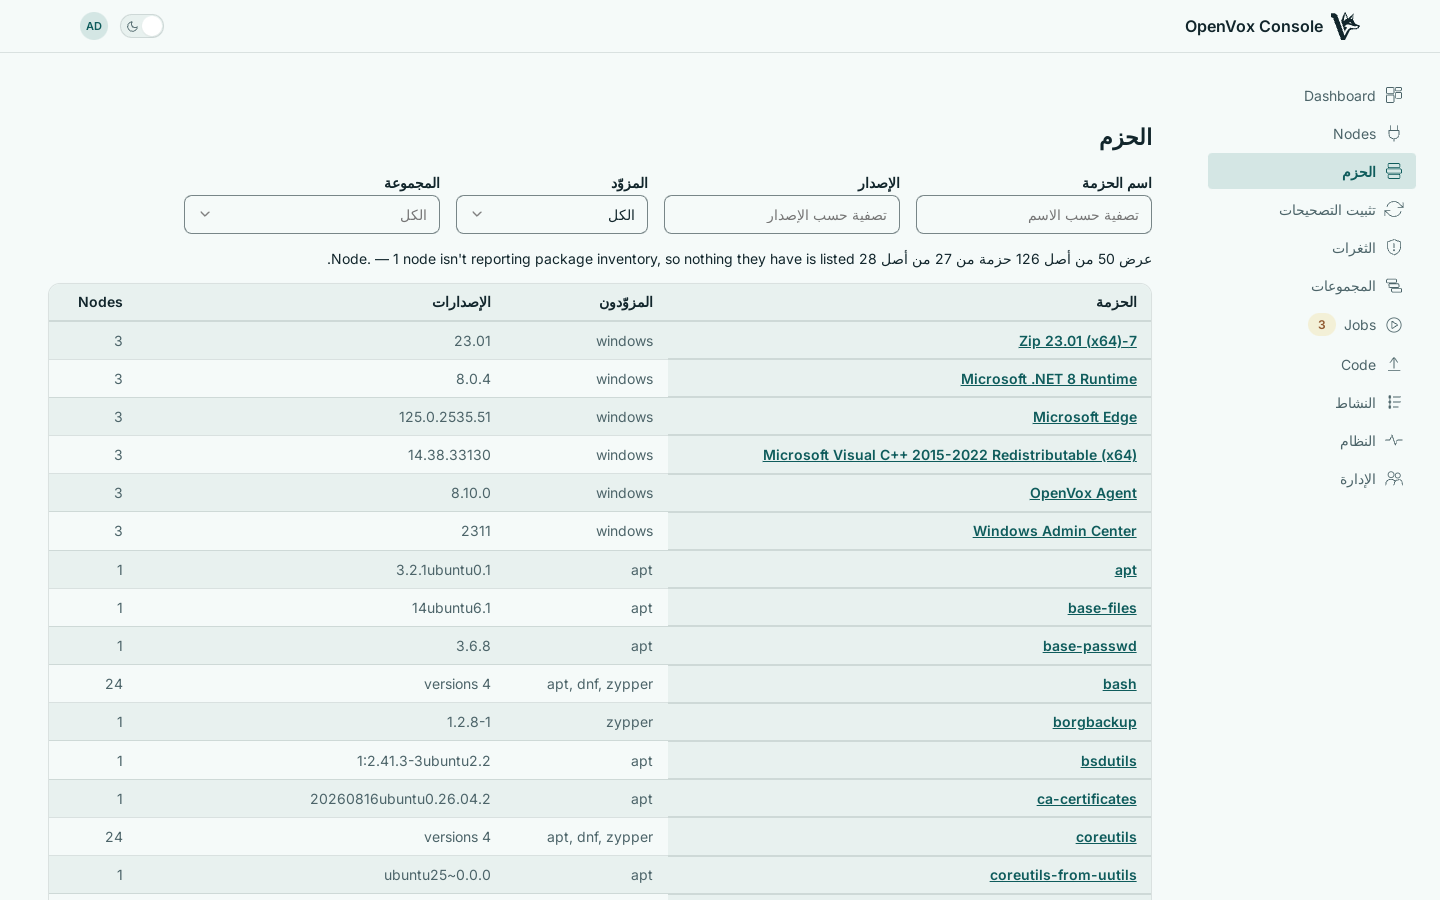 OpenVox Console
AD
Dashboard
Nodes
الحزم
تثبيت التصحيحات
الثغرات
المجموعات
Jobs 3
Code
النشاط
النظام
الإدارة
الحزم
اسم الحزمة الإصدار المزوّد المجموعة
تصفية حسب الاسم تصفية حسب الإصدار الكل الكل
عرض 50 من أصل 126 حزمة من 27 من أصل 28 Node. — 1 node isn't reporting package inventory, so nothing they have is listed.
الحزمة المزوّدون الإصدارات Nodes
7-Zip 23.01 (x64) windows 23.01 3
Microsoft .NET 8 Runtime windows 8.0.4 3
Microsoft Edge windows 125.0.2535.51 3
Microsoft Visual C++ 2015-2022 Redistributable (x64) windows 14.38.33130 3
OpenVox Agent windows 8.10.0 3
Windows Admin Center windows 2311 3
apt apt 3.2.1ubuntu0.1 1
base-files apt 14ubuntu6.1 1
base-passwd apt 3.6.8 1
bash apt, dnf, zypper 4 versions 24
borgbackup zypper 1.2.8-1 1
bsdutils apt 1:2.41.3-3ubuntu2.2 1
ca-certificates apt 20260816ubuntu0.26.04.2 1
coreutils apt, dnf, zypper 4 versions 24
coreutils-from-uutils apt 0.0.0~ubuntu25 1